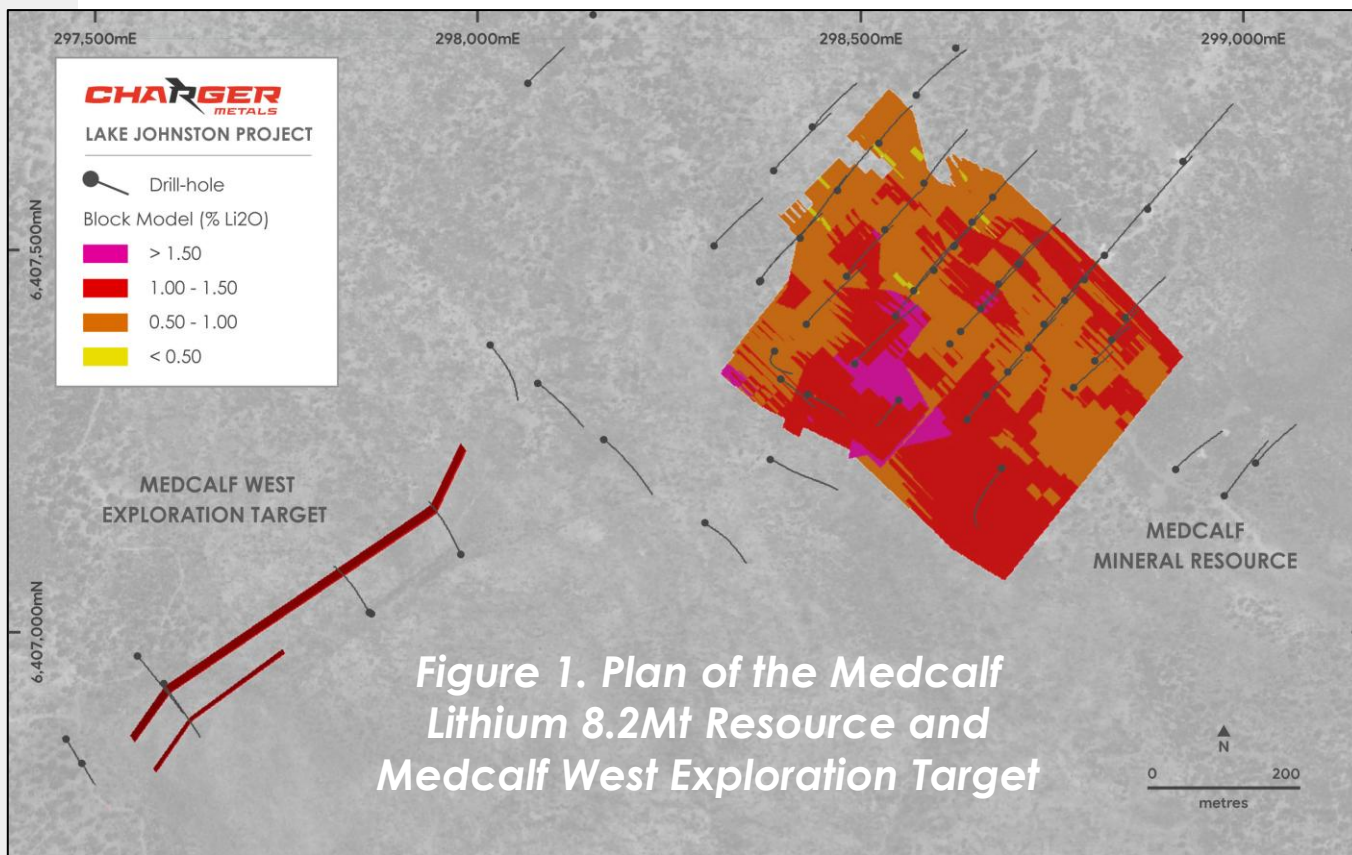 297,500mE
298,000mE
298,500mE
299,000mE
CHARGER
METALS
LAKE JOHNSTON PROJECT
Drill-hole
Block Model (% Li2O)
> 1.50
1.00 - 1.50
0.50 - 1.00
< 0.50
6,407,500mN
6,407,000mN
MEDCALF WEST
EXPLORATION TARGET
MEDCALF
MINERAL RESOURCE
Figure 1. Plan of the Medcalf
Lithium 8.2Mt Resource and
Medcalf West Exploration Target
N
0 200
metres